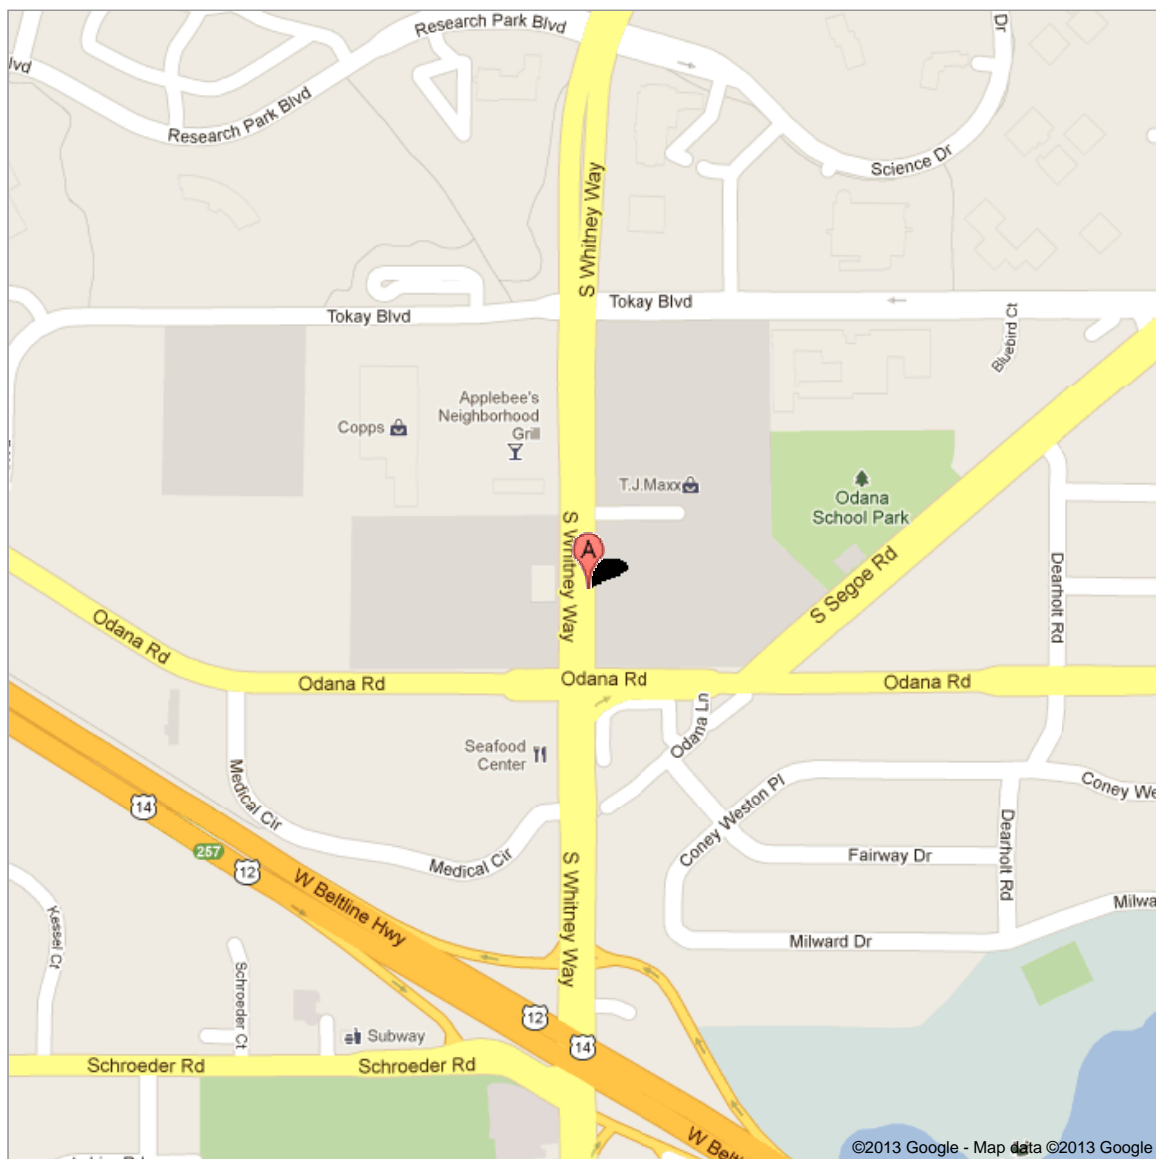 Research Park Blvd
Dr
lvd
Research Park Blvd
Science Dr
S Whitney Way
Tokay Blvd
Tokay Blvd
Bluebird Ct
Applebee's
Neighborhood
Grill
Copps
T.J.Maxx
Odana
School Park
S Whitney Way
A
S Segoe Rd
Dearholt Rd
Odana Rd
Odana Rd
Odana Rd
Odana Rd
Odana Ln
Seafood
Center
Medical Cir
Coney Weston Pl
Coney We
14
257
12
W Beltline Hwy
Medical Cir
Fairway Dr
Dearholt Rd
S Whitney Way
Milwa
Milward Dr
Kessel Ct
Schroeder Ct
12
14
Subway
Schroeder Rd
Schroeder Rd
W Beltl
©2013 Google - Map data ©2013 Google